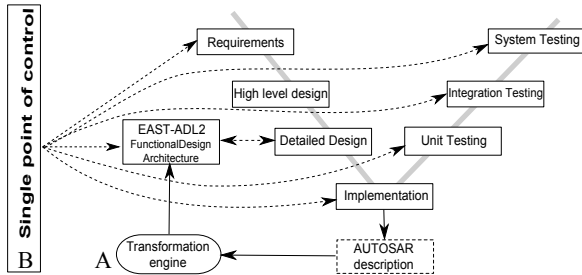 Single point of control
B
Requirements
System Testing
High level design
Integration Testing
EAST-ADL2
FunctionalDesign
Architecture
Detailed Design
Unit Testing
Implementation
A
Transformation
engine
AUTOSAR
description